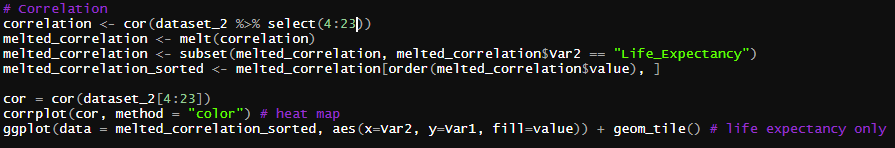 # Correlation
correlation <- cor(dataset_2 %>% select(4:23))
melted_correlation <- melt(correlation)
melted_correlation <- subset(melted_correlation, melted_correlation$Var2 == "Life_Expectancy")
melted_correlation_sorted <- melted_correlation[order(melted_correlation$value), ]
cor = cor(dataset_2[4:23])
corrplot(cor, method = "color") # heat map
ggplot(data = melted_correlation_sorted, aes(x=Var2, y=Var1, fill=value)) + geom_tile() # life expectancy only